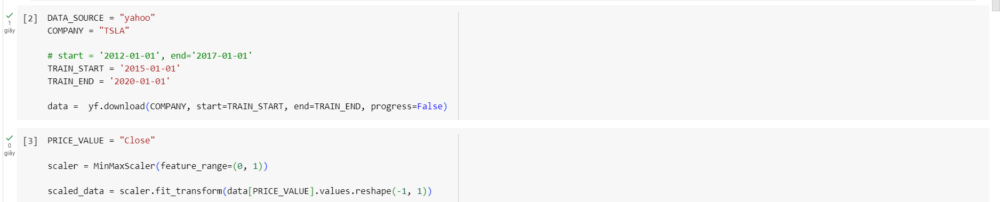 [2] DATA_SOURCE = "yahoo"
1
giây
COMPANY = "TSLA"
# start = '2012-01-01', end='2017-01-01'
TRAIN_START = '2015-01-01'
TRAIN_END = '2020-01-01'
data =  yf.download(COMPANY, start=TRAIN_START, end=TRAIN_END, progress=False)
[3] PRICE_VALUE = "Close"
0
giây
scaler = MinMaxScaler(feature_range=(0, 1))
scaled_data = scaler.fit_transform(data[PRICE_VALUE].values.reshape(-1, 1))